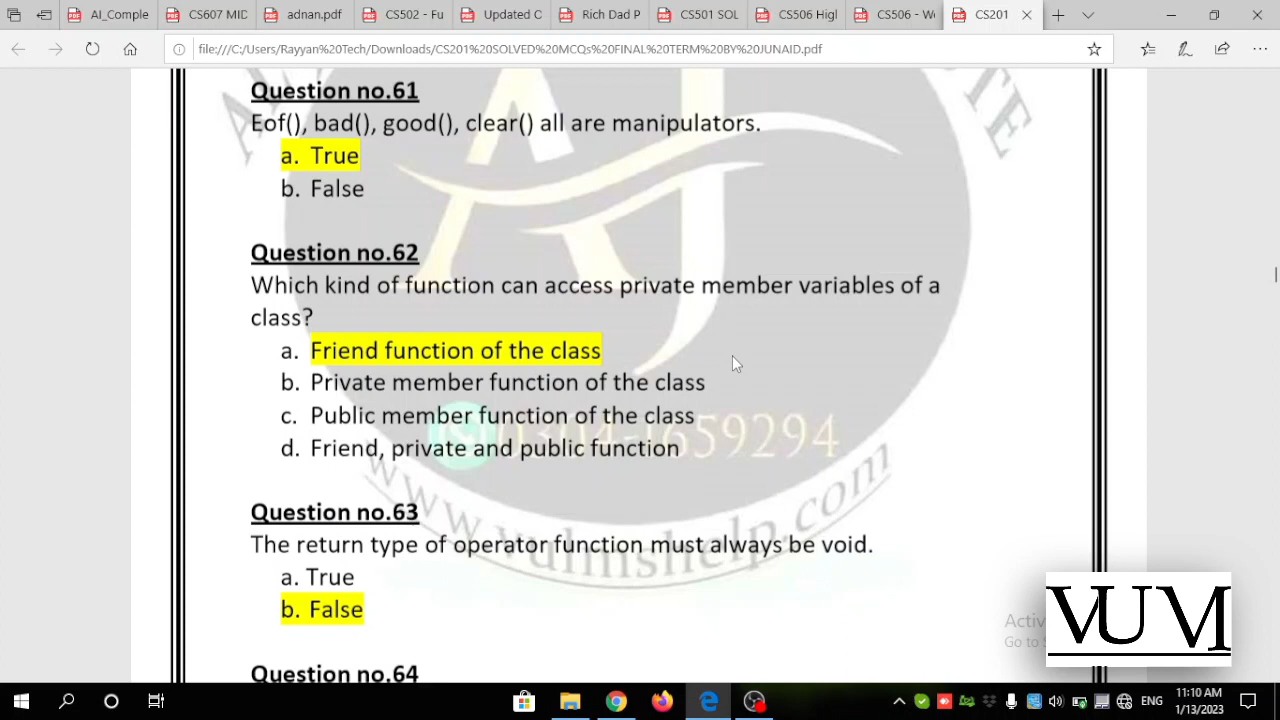 AI_Comple
CS607 MID
adnan.pdf
CS502 - Fu
Updated C
Rich Dad P
CS501 SOL
CS506 Higl
CS506 - We
CS201
file:///C:/Users/Rayyan%20Tech/Downloads/CS201%20SOLVED%20MCQs%20FINAL%20TERM%20BY%20JUNAID.pdf
Question no.61
Eof(), bad(), good(), clear() all are manipulators.
a. True
b. False
Question no.62
Which kind of function can access private member variables of a
class?
a. Friend function of the class
b. Private member function of the class
c. Public member function of the class
d. Friend, private and public function
Question no.63
The return type of operator function must always be void.
a. True
b. False
Question no.64
www.vulmshelp.com
VUM
ENG
11:10 AM
1/13/2023